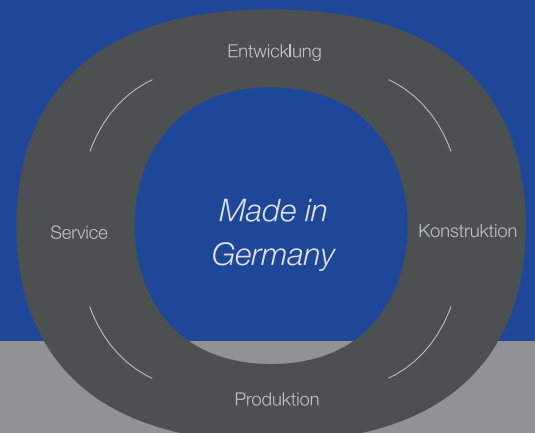 Entwicklung
Made in
Germany
Service
Konstruktion
Produktion